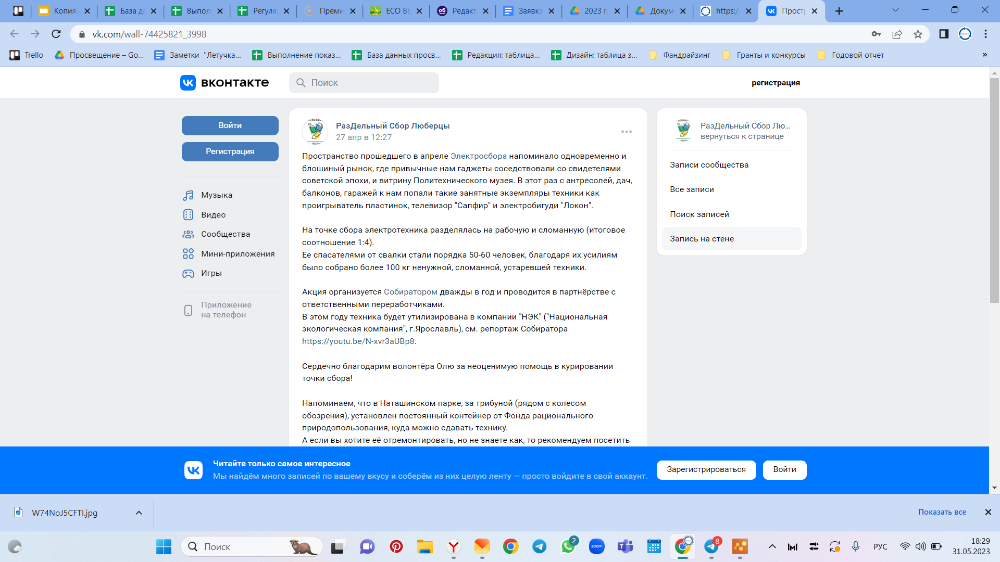 Копия
База да
Выпол
Регуля
Преми
ECO BE
об
Редакт
Заявка
2023 г.
Докум
https://
Простр
vk.com/wall-74425821_3998
Trello
Просвещение – Go...
Заметки "Летучка...
Выполнение показ...
База данных просв...
Редакция: таблица...
Дизайн: таблица з...
Фандрайзинг
Гранты и конкурсы
Годовой отчет
»
вконтакте
Поиск
регистрация
Войти
Регистрация
Музыка
Видео
Сообщества
Мини-приложения
Игры
Приложение
на телефон
РазДельный Сбор Люберцы
27 апр в 12:27
Пространство прошедшего в апреле Электросбора напоминало одновременно и
блошиный рынок, где привычные нам гаджеты соседствовали со свидетелями
советской эпохи, и витрину Политехнического музея. В этот раз с антресолей, дач,
балконов, гаражей к нам попали такие занятные экземпляры техники как
проигрыватель пластинок, телевизор "Сапфир" и электробигуди "Локон".
На точке сбора электротехника разделялась на рабочую и сломанную (итоговое
соотношение 1:4).
Ее спасателями от свалки стали порядка 50-60 человек, благодаря их усилиям
было собрано более 100 кг ненужной, сломанной, устаревшей техники.
Акция организуется Собиратором дважды в год и проводится в партнёрстве с
ответственными переработчиками.
В этом году техника будет утилизирована в компании "НЭК" ("Национальная
экологическая компания", г.Ярославль), см. репортаж Собиратора
https://youtu.be/N-xvr3aUBp8.
Сердечно благодарим волонтёра Олю за неоценимую помощь в курировании
точки сбора!
Напоминаем, что в Наташинском парке, за трибуной (рядом с колесом
обозрения), установлен постоянный контейнер от Фонда рационального
природопользования, куда можно сдавать технику.
А если вы хотите её отремонтировать, но не знаете как, то рекомендуем посетить
РазДельный Сбор Лю...
вернуться к странице
Записи сообщества
Все записи
Поиск записей
Запись на стене
Читайте только самое интересное
Мы найдём много записей по вашему вкусу и соберём из них целую ленту — просто войдите в свой аккаунт.
Зарегистрироваться
Войти
W74NoJ5CFTI.jpg
Показать все
Поиск
2
zoom
8
РУС
18:29
31.05.2023